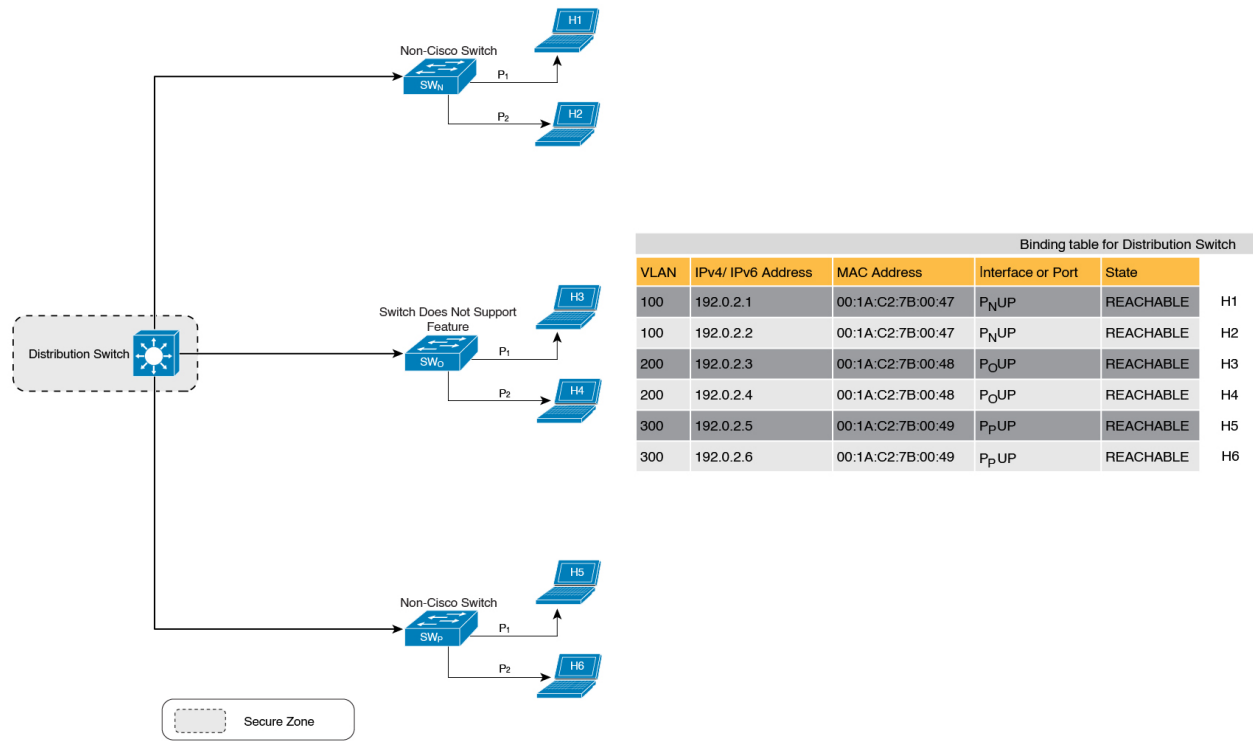 H1
Non-Cisco Switch
SWN
P1
H2
P2
H3
Switch Does Not Support
Feature
SWO
P1
H4
P2
Distribution Switch
H5
Non-Cisco Switch
SWP
P1
H6
P2
Secure Zone
Binding table for Distribution Switch
VLAN IPv4/ IPv6 Address MAC Address Interface or Port State
100 192.0.2.1 00:1A:C2:7B:00:47 PNUP REACHABLE H1
100 192.0.2.2 00:1A:C2:7B:00:47 PNUP REACHABLE H2
200 192.0.2.3 00:1A:C2:7B:00:48 POUP REACHABLE H3
200 192.0.2.4 00:1A:C2:7B:00:48 POUP REACHABLE H4
300 192.0.2.5 00:1A:C2:7B:00:49 PPUP REACHABLE H5
300 192.0.2.6 00:1A:C2:7B:00:49 PPUP REACHABLE H6